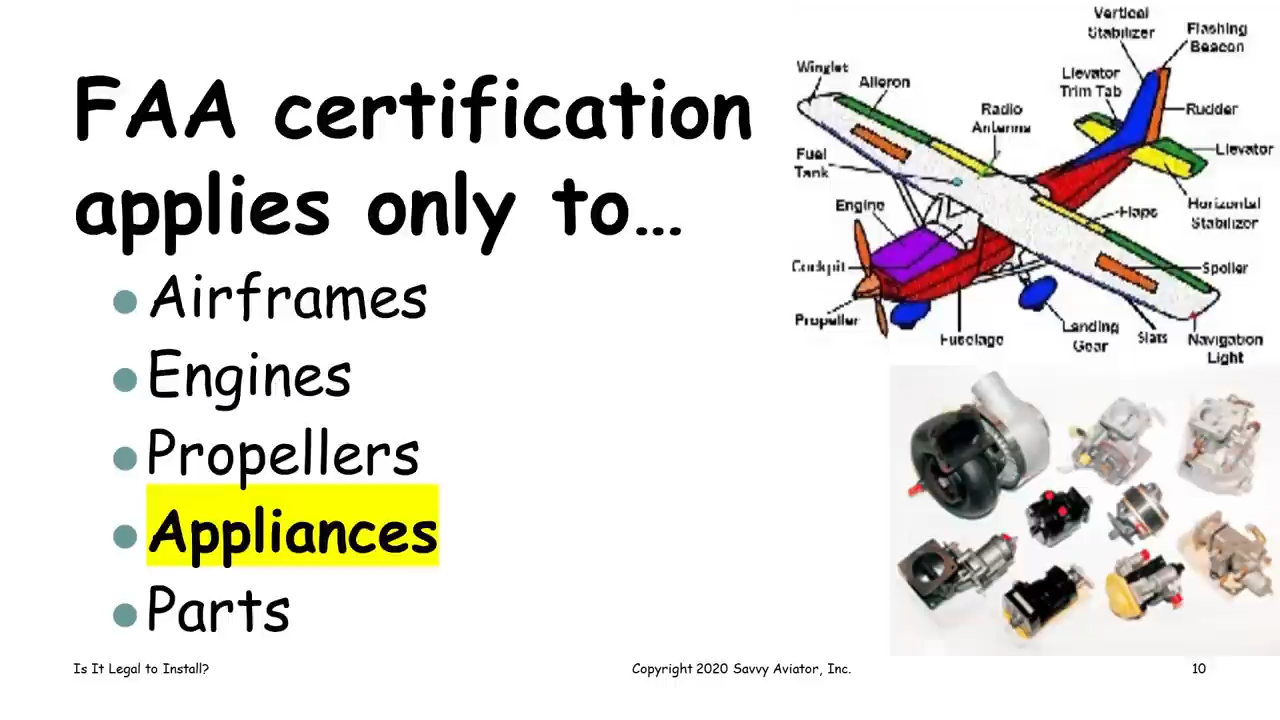 FAA certification
applies only to...
Airframes
Engines
Propellers
Appliances
Parts
Vertical
Stabilizer
Flashing
Beacon
Winglet
Aileron
Elevator
Trim Tab
Radio
Antenna
Rudder
Fuel
Tank
Elevator
Engine
Flaps
Horizontal
Stabilizer
Cockpit
Spoiler
Propeller
Fuselage
Landing
Gear
Slats
Navigation
Light
Is It Legal to Install?
Copyright 2020 Savvy Aviator, Inc.
10